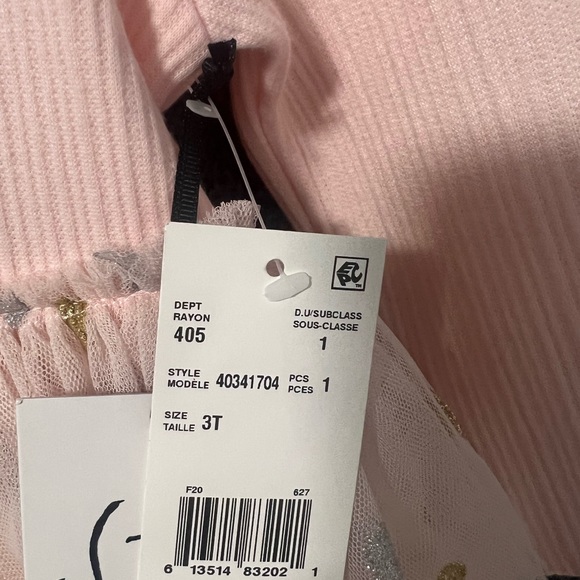 DEPT
RAYON
405
D.U/SUBCLASS
SOUS-CLASSE
1
STYLE
MODÈLE 40341704
PCS
PCES 1
SIZE
TAILLE 3T
F20 627
6 13514 83202 1